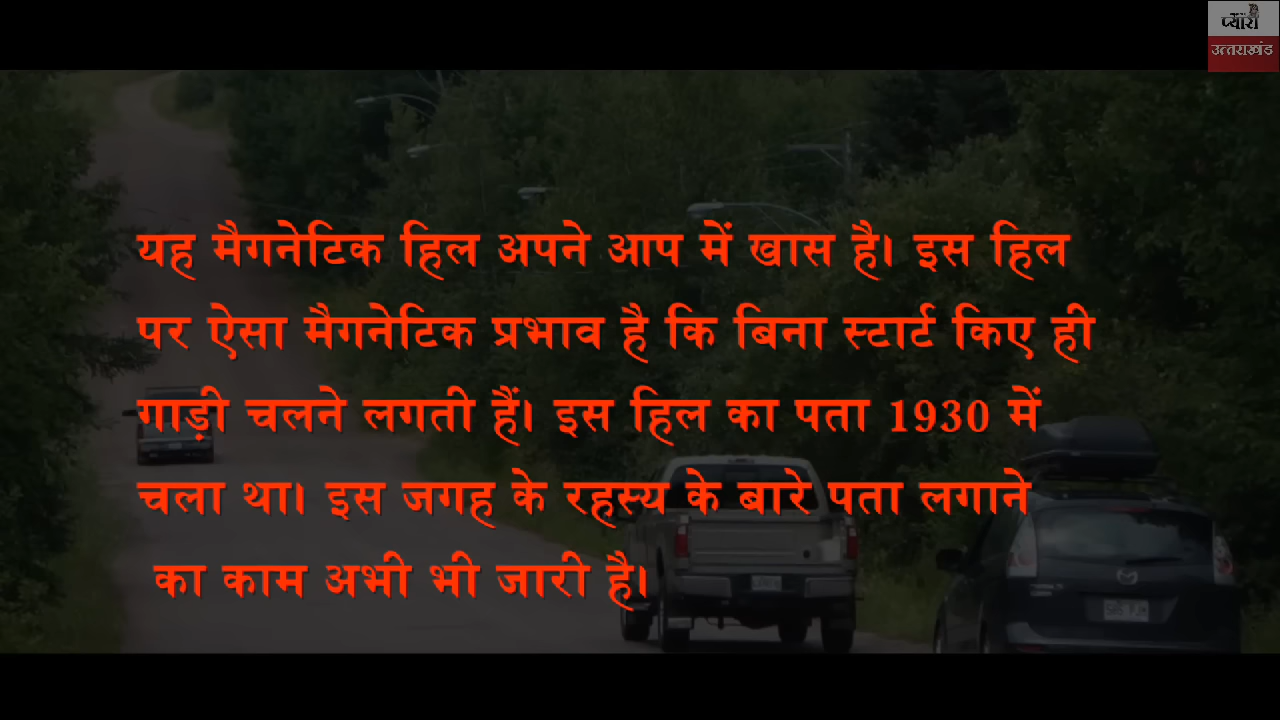 प्यारा
उत्तराखंड
यह मैगनेटिक हिल अपने आप में खास है। इस हिल
पर ऐसा मैगनेटिक प्रभाव है कि बिना स्टार्ट किए ही
गाड़ी चलने लगती हैं। इस हिल का पता 1930 में
चला था। इस जगह के रहस्य के बारे पता लगाने
का काम अभी भी जारी है।